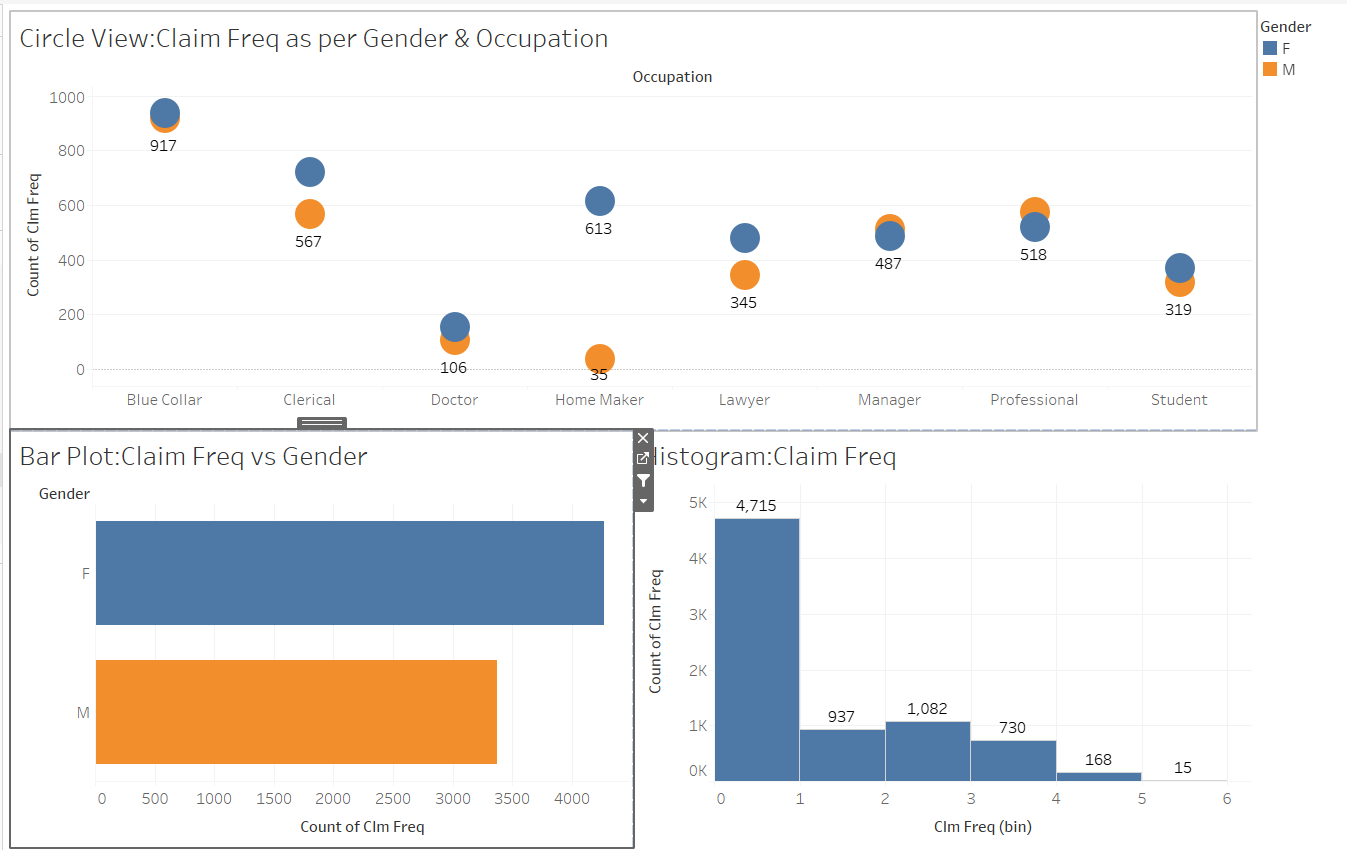 Circle View:Claim Freq as per Gender & Occupation
Gender
F
M
Occupation
Count of Clm Freq
1000
800
600
400
200
0
917
567
106
613
35
345
487
518
319
Blue Collar Clerical Doctor Home Maker Lawyer Manager Professional Student
Bar Plot:Claim Freq vs Gender
Gender
F
M
0 500 1000 1500 2000 2500 3000 3500 4000
Count of Clm Freq
Histogram:Claim Freq
Count of Clm Freq
5K
4K
3K
2K
1K
0K
4,715
937
1,082
730
168
15
0 1 2 3 4 5 6
Clm Freq (bin)